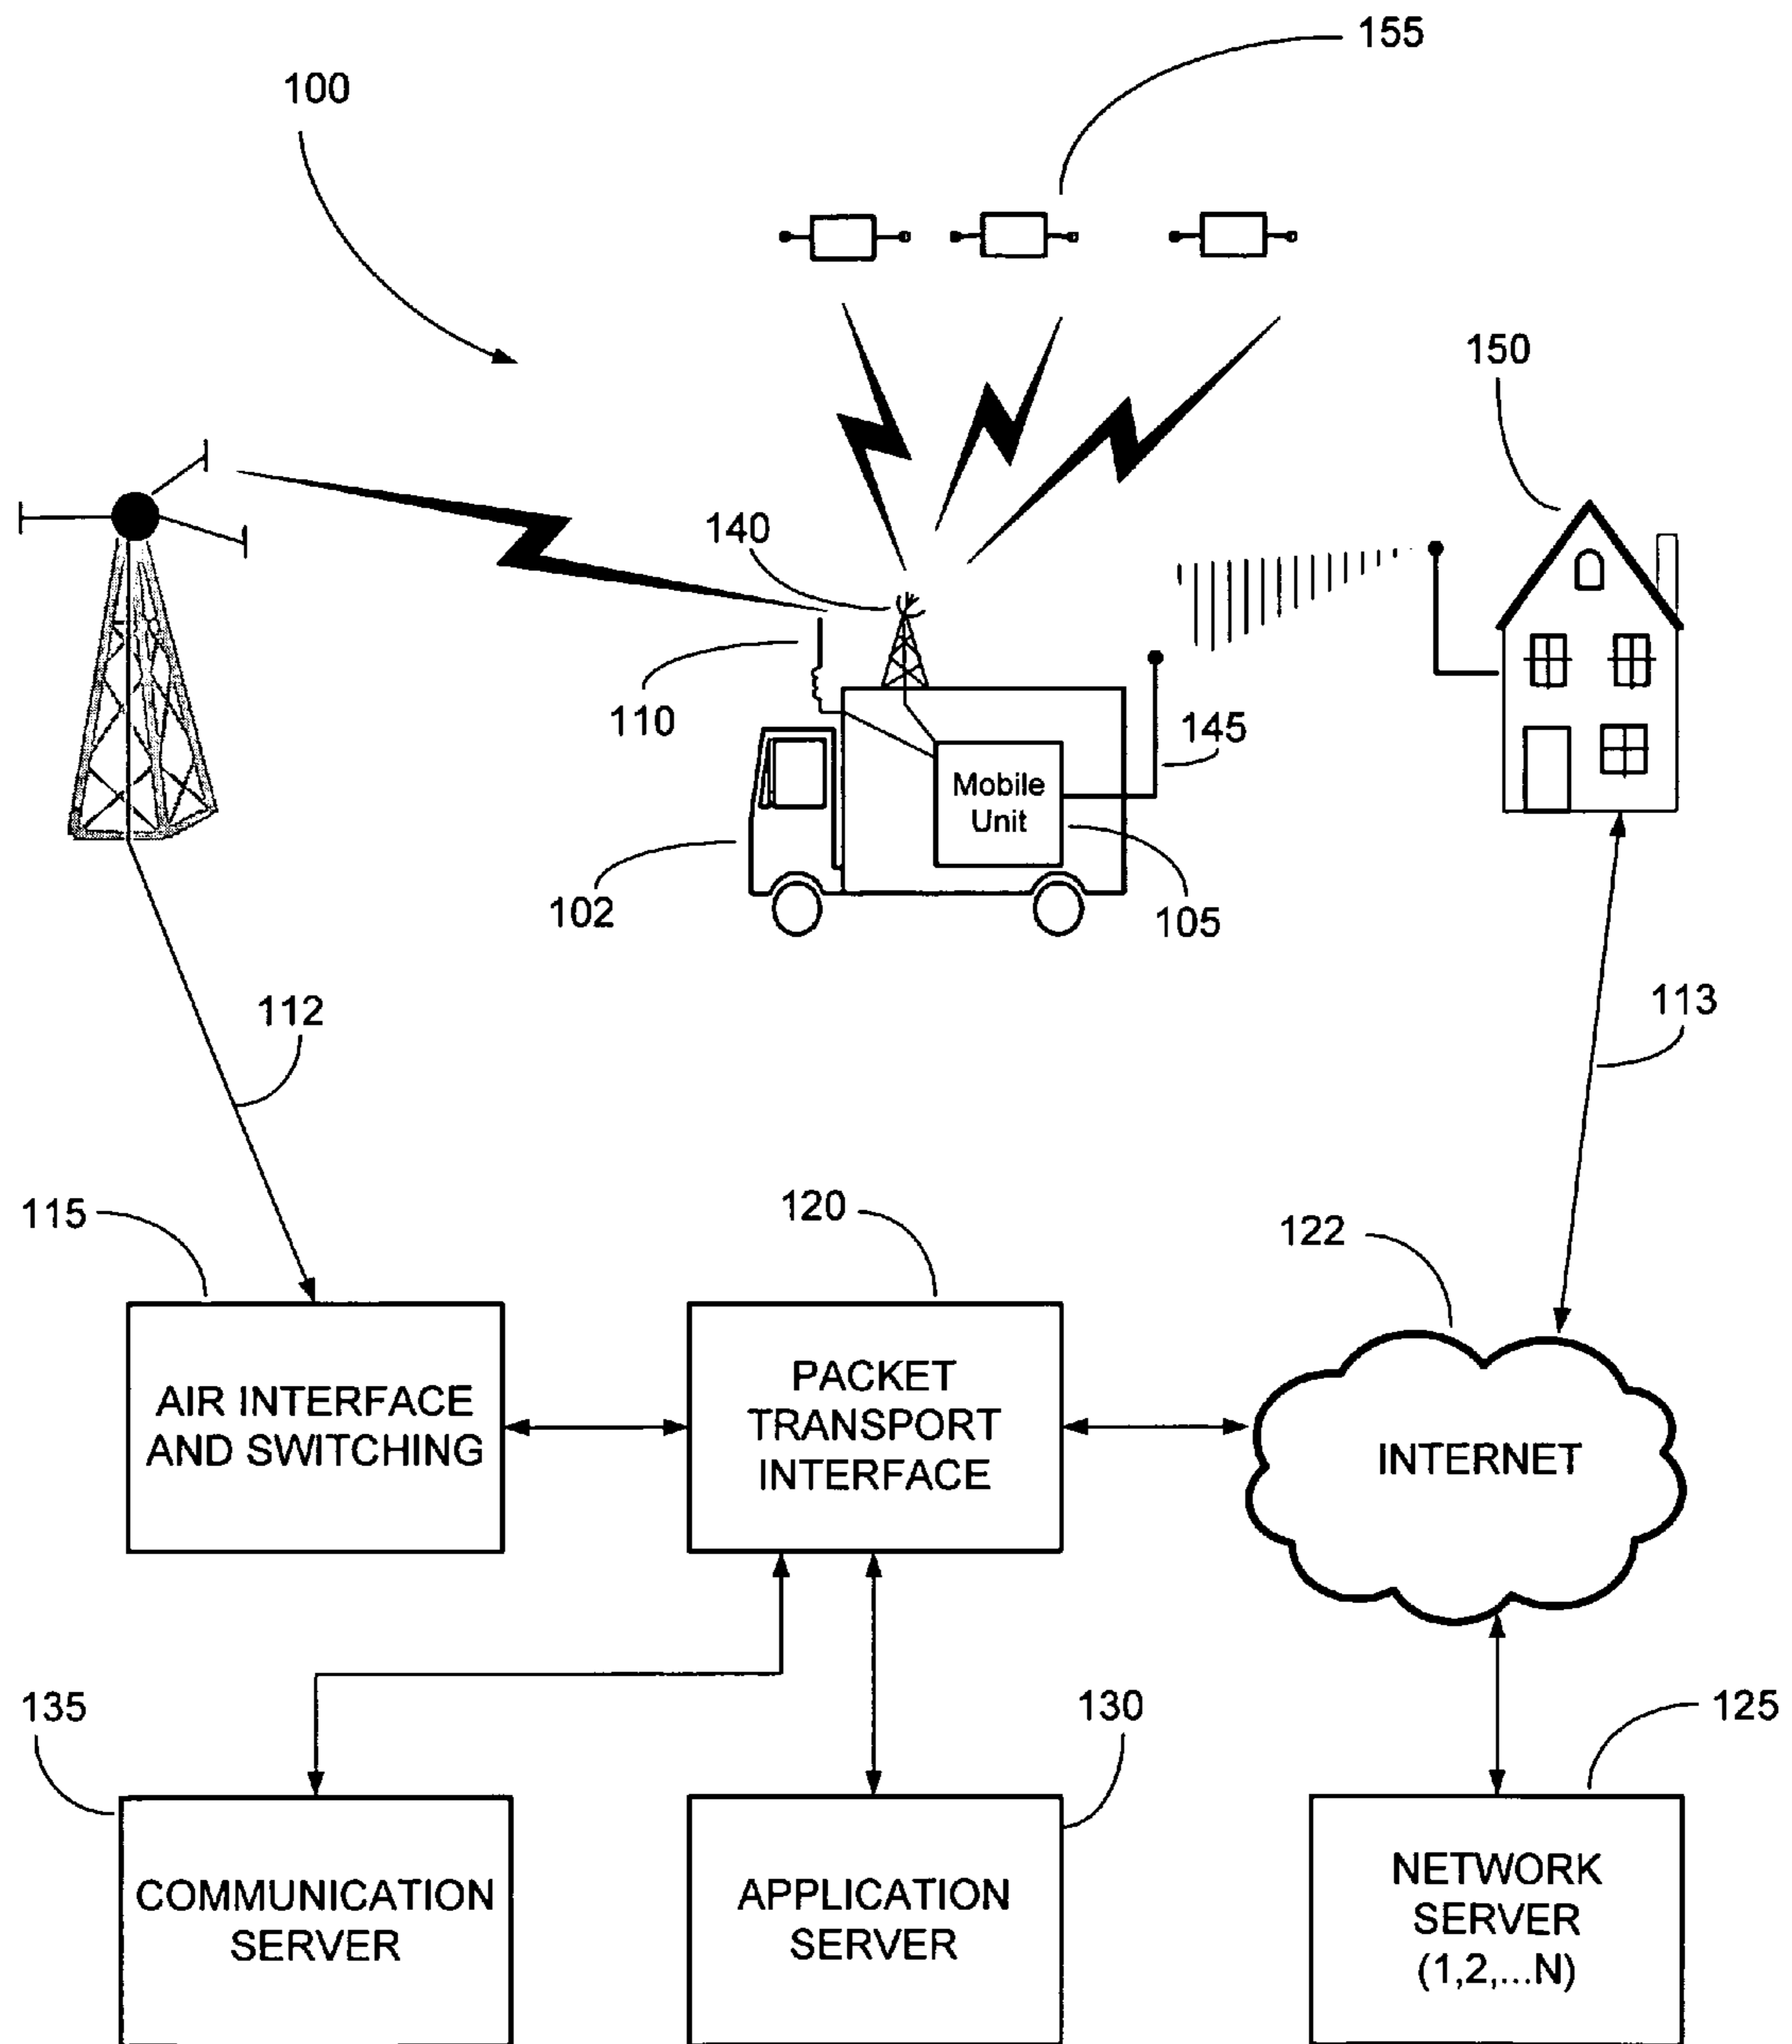 155
100
150
140
110
145
Mobile
Unit
102
105
112
113
115
120
122
AIR INTERFACE
AND SWITCHING
PACKET
TRANSPORT
INTERFACE
INTERNET
135
130
125
COMMUNICATION
SERVER
APPLICATION
SERVER
NETWORK
SERVER
(1,2,...N)